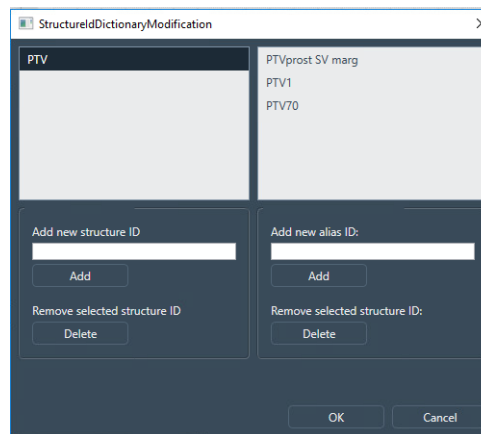 StructureIdDictionaryModification
PTV
PTVprost SV marg
PTV1
PTV70
Add new structure ID
Add
Remove selected structure ID
Delete
Add new alias ID:
Add
Remove selected structure ID:
Delete
OK
Cancel